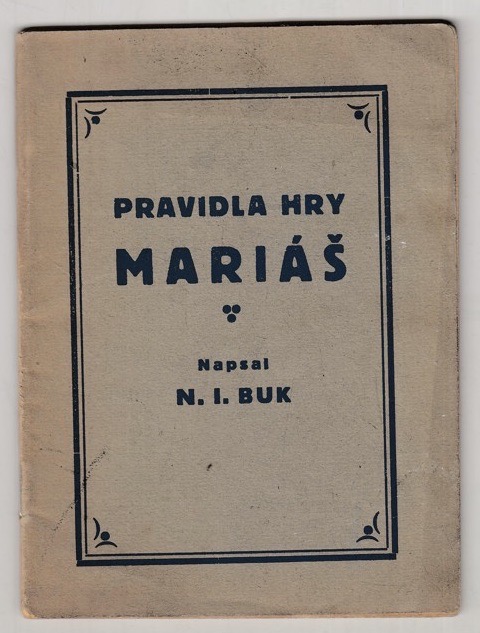 PRAVIDLA HRY
MARIÁŠ
Napsal
N. I. BUK